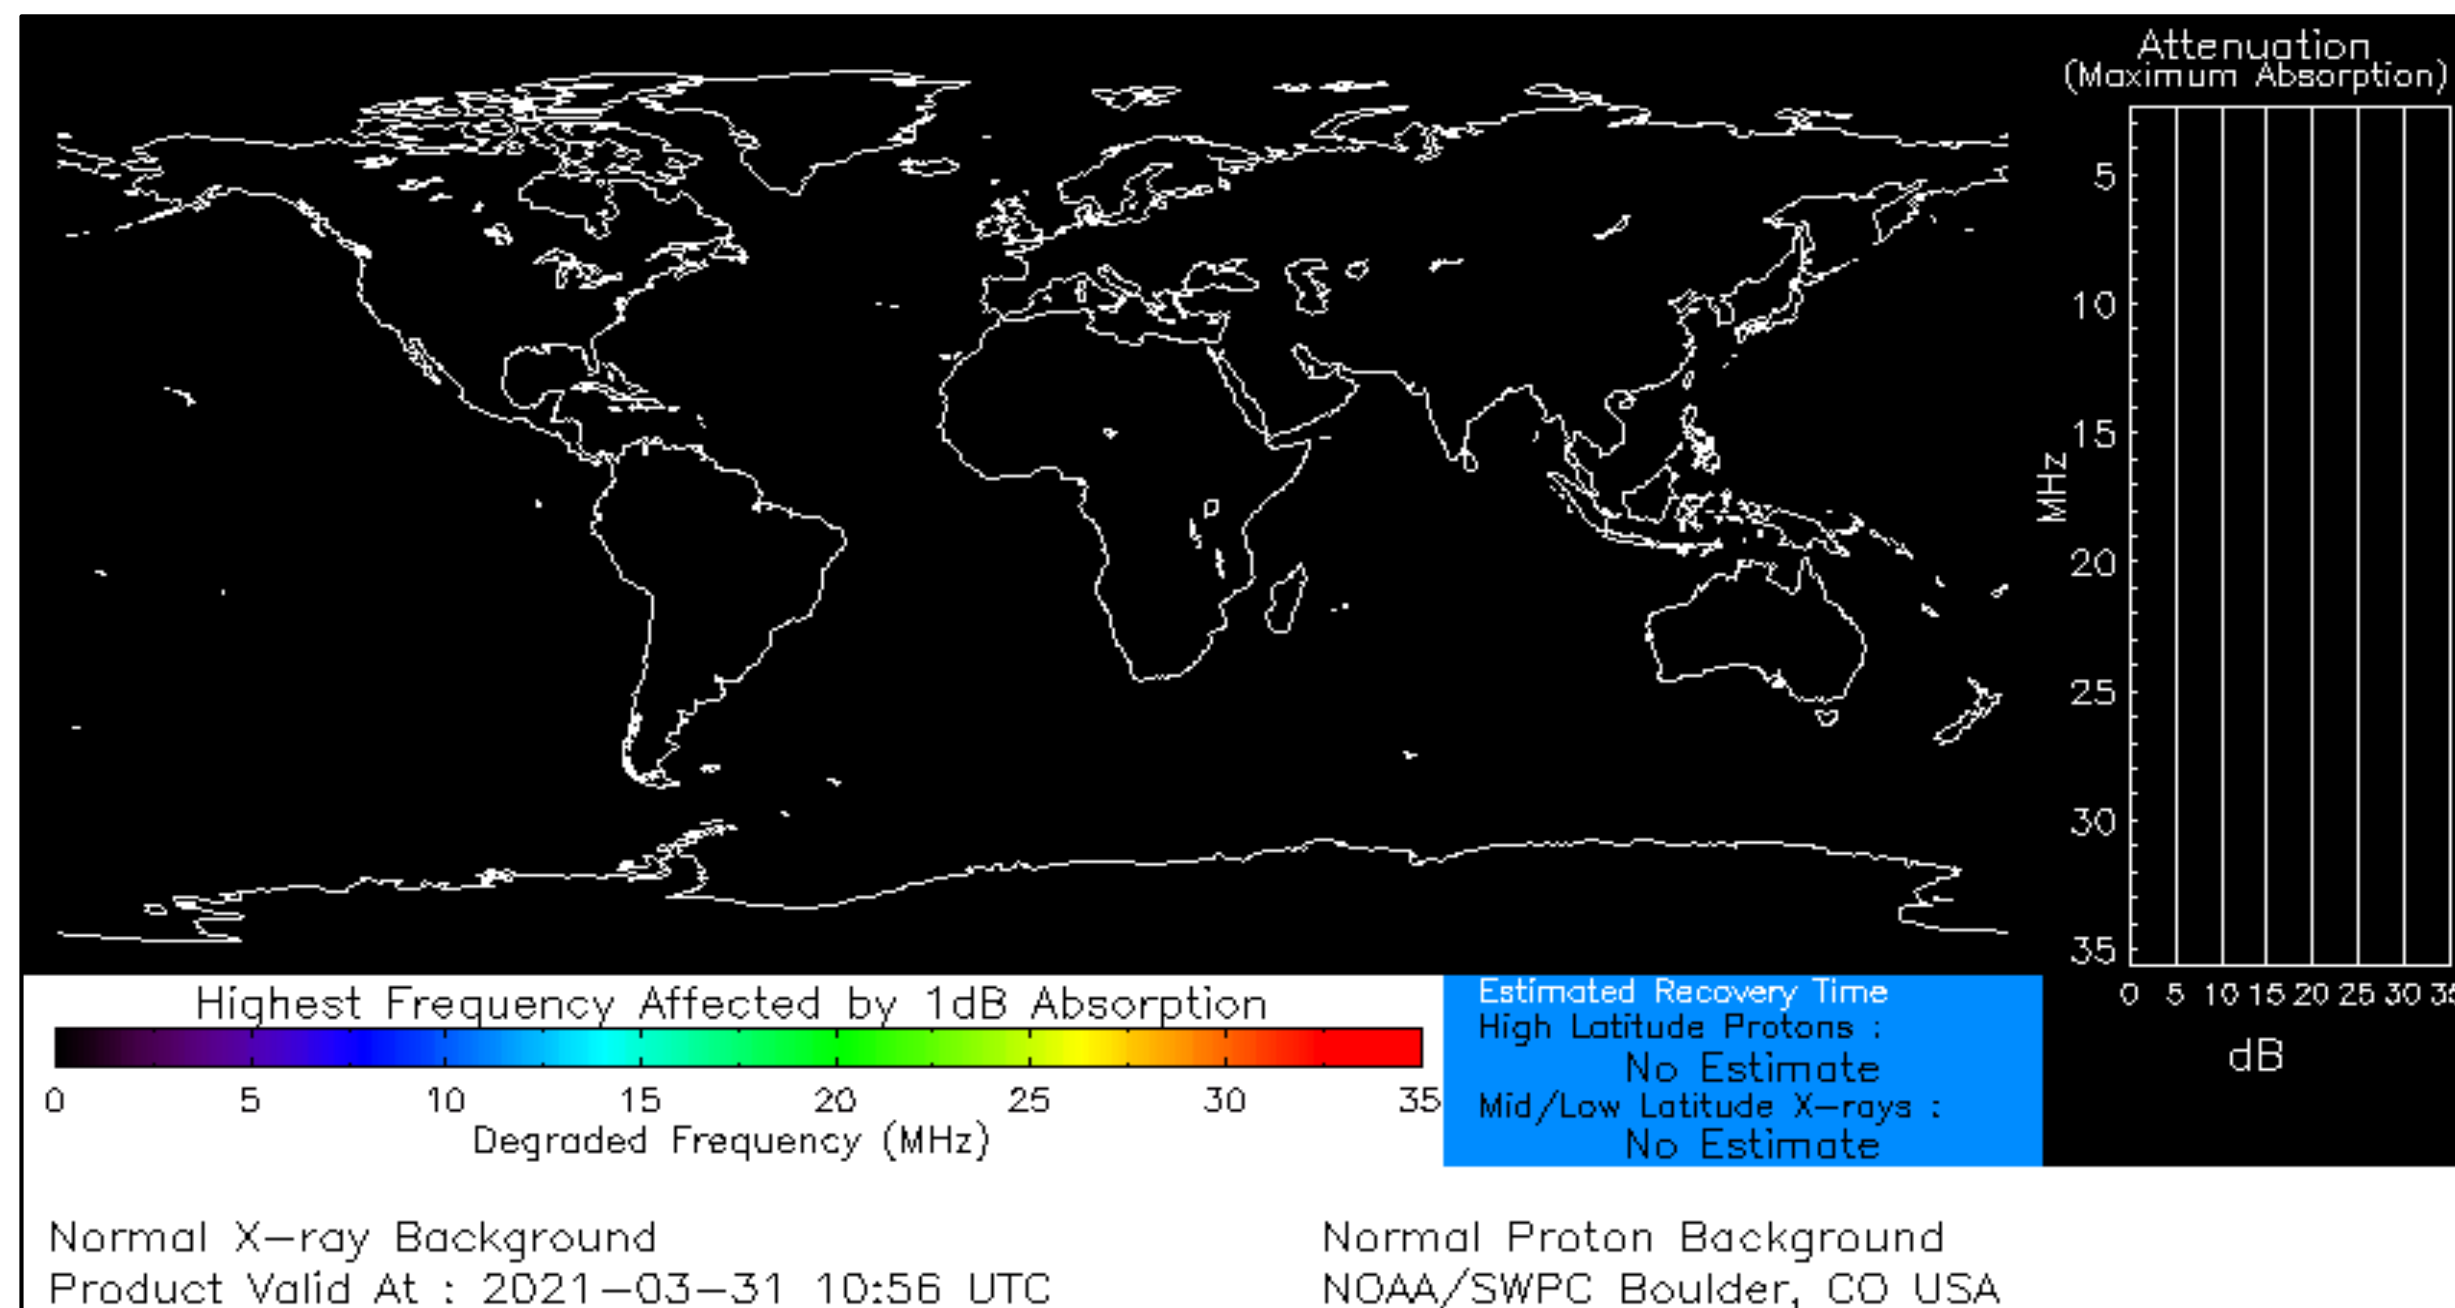 Attenuation
(Maximum Absorption)
5
10
15
20
25
30
35
MHz
0 5 10 15 20 25 30 35
dB
Highest Frequency Affected by 1dB Absorption
0 5 10 15 20 25 30 35
Degraded Frequency (MHz)
Estimated Recovery Time
High Latitude Protons :
No Estimate
Mid/Low Latitude X-rays :
No Estimate
Normal X-ray Background
Normal Proton Background
Product Valid At : 2021-03-31 10:56 UTC
NOAA/SWPC Boulder, CO USA